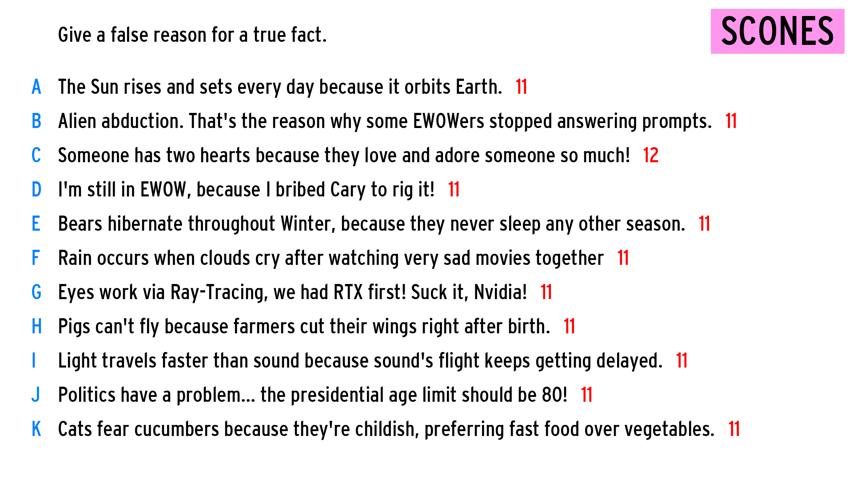 Give a false reason for a true fact.
SCONES
A The Sun rises and sets every day because it orbits Earth. 11
B Alien abduction. That's the reason why some EWOWers stopped answering prompts. 11
C Someone has two hearts because they love and adore someone so much! 12
D I'm still in EWOW, because I bribed Cary to rig it! 11
E Bears hibernate throughout Winter, because they never sleep any other season. 11
F Rain occurs when clouds cry after watching very sad movies together 11
G Eyes work via Ray-Tracing, we had RTX first! Suck it, Nvidia! 11
H Pigs can't fly because farmers cut their wings right after birth. 11
I Light travels faster than sound because sound's flight keeps getting delayed. 11
J Politics have a problem... the presidential age limit should be 80! 11
K Cats fear cucumbers because they're childish, preferring fast food over vegetables. 11